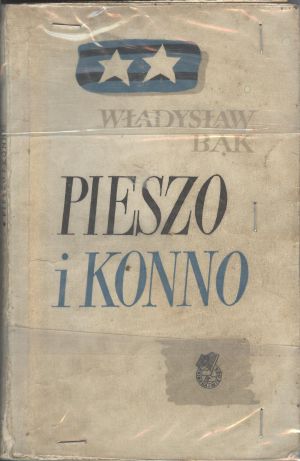 WŁADYSŁAW
BĄK
PIESZO
i KONNO